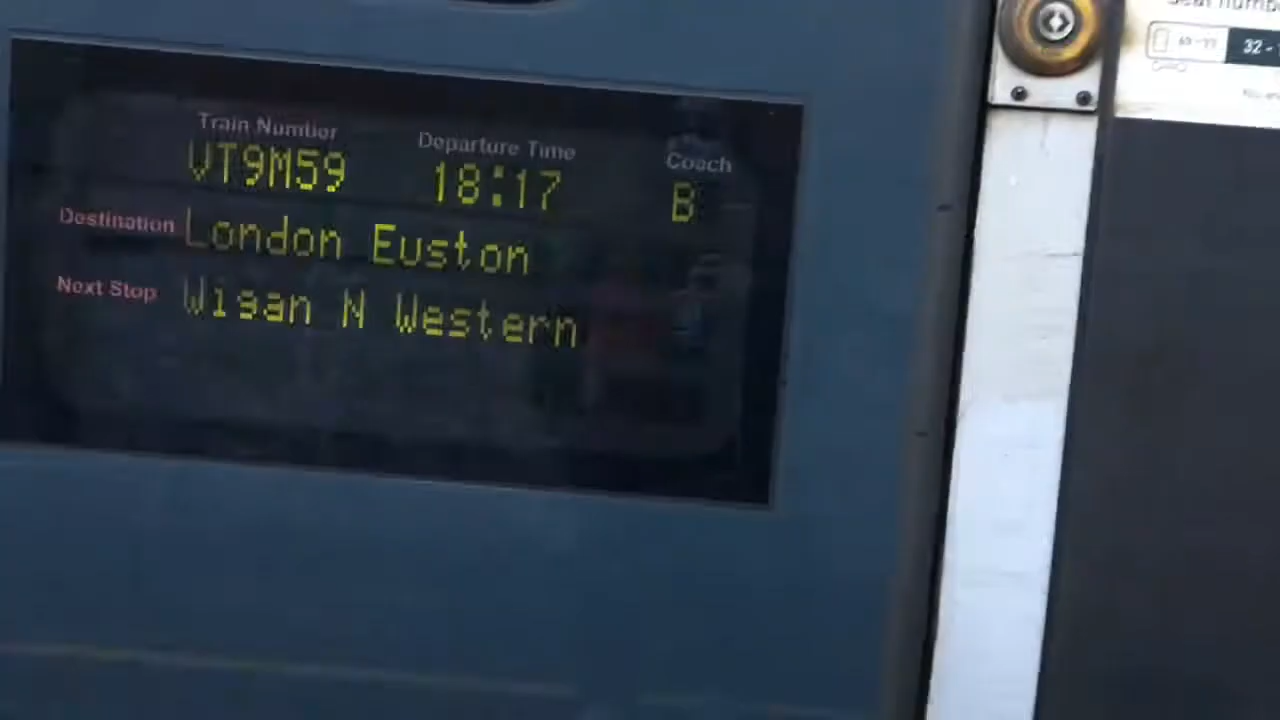 Train Number Departure Time Coach
VT9M59 18:17 B
Destination London Euston
Next Stop Wigan N Western
32-